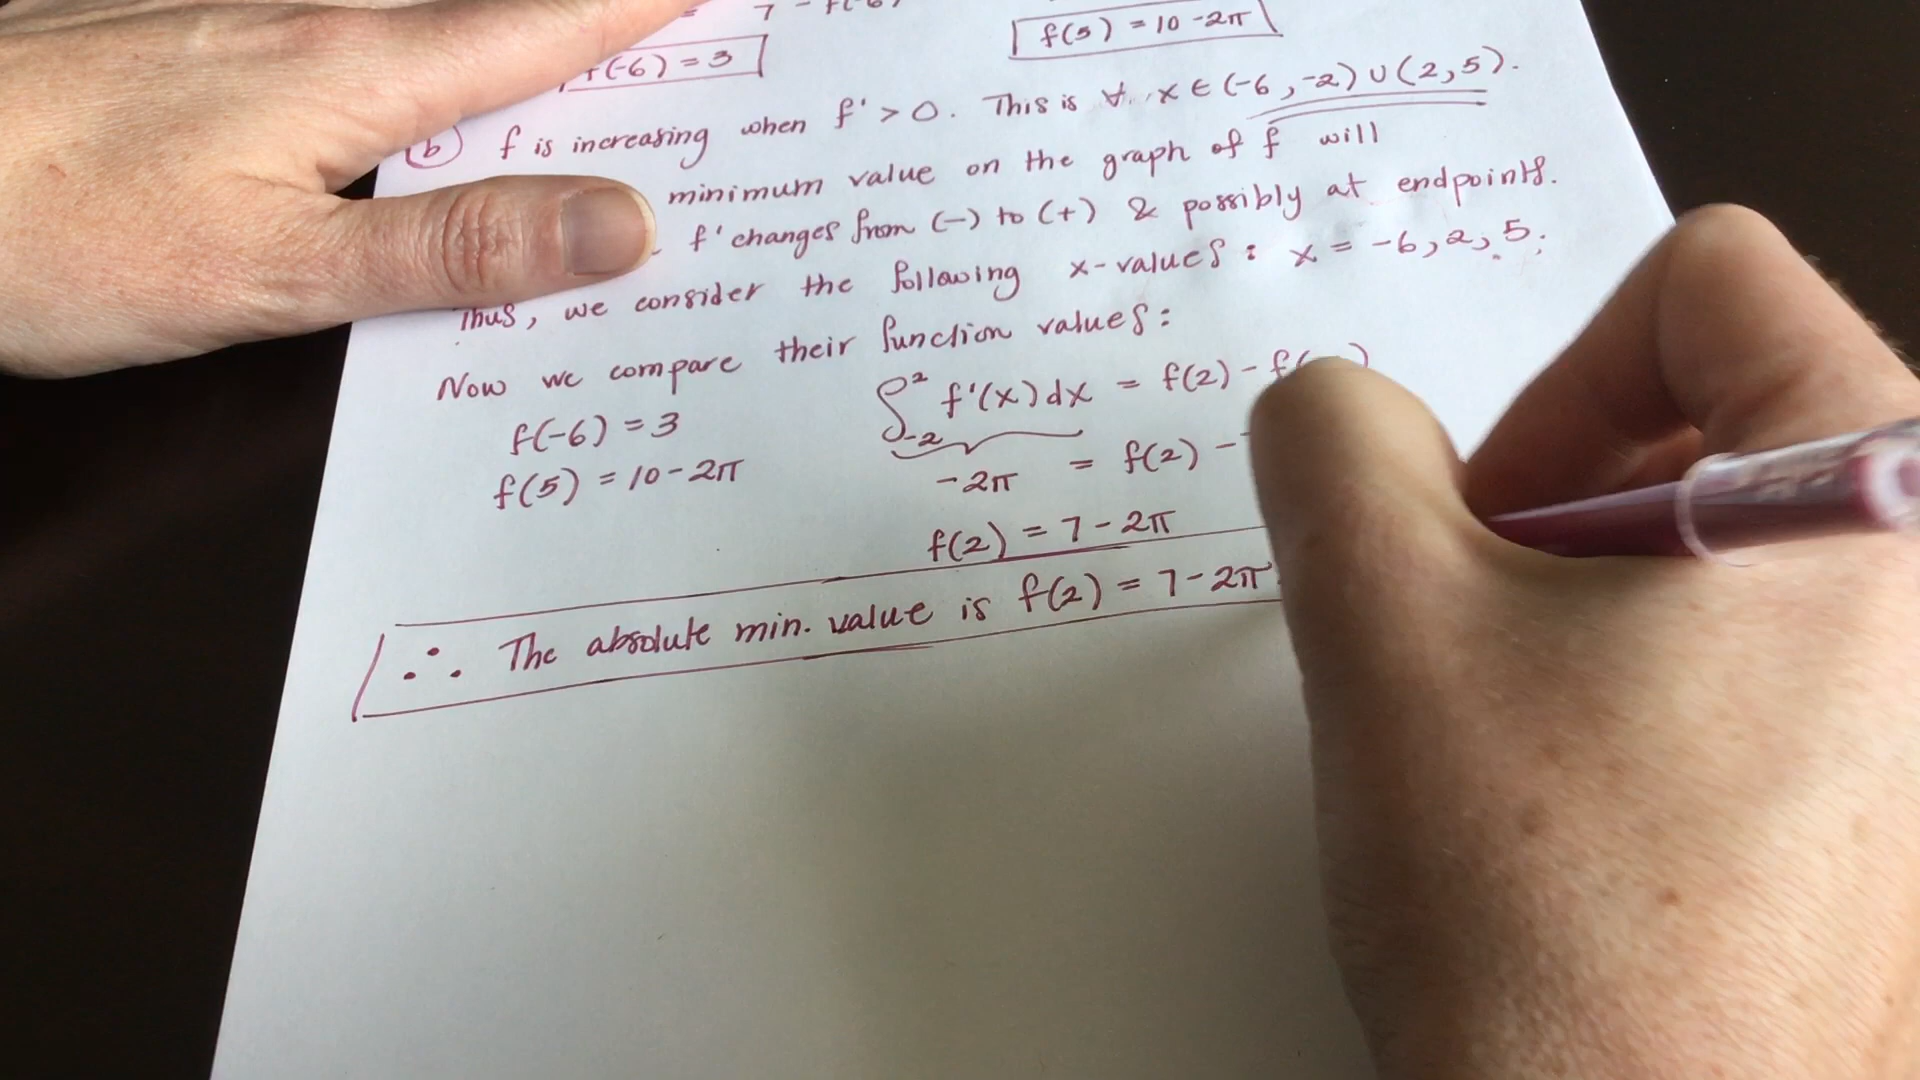 = 7 - f(-6)
f(-6) = 3
f(5) = 10 - 2π
(b) f is increasing when f' > 0. This is ∀ x ∈ (-6, -2) ∪ (2, 5).
minimum value on the graph of f will
f' changes from (-) to (+) & possibly at endpoints.
Thus, we consider the following x-values: x = -6, 2, 5.
Now we compare their function values:
f(-6) = 3
f(5) = 10 - 2π
∫₋₂² f'(x)dx = f(2) - f( )
-2π = f(2) -
f(2) = 7 - 2π
∴ The absolute min. value is f(2) = 7 - 2π